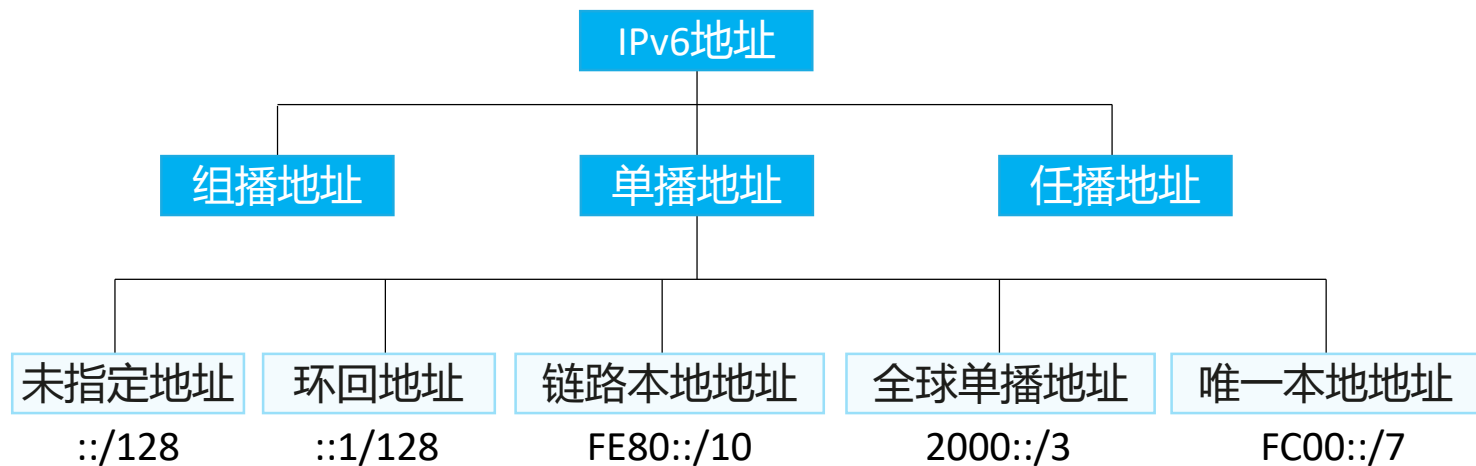 IPv6地址
组播地址
单播地址
任播地址
未指定地址
环回地址
链路本地地址
全球单播地址
唯一本地地址
::/128
::1/128
FE80::/10
2000::/3
FC00::/7